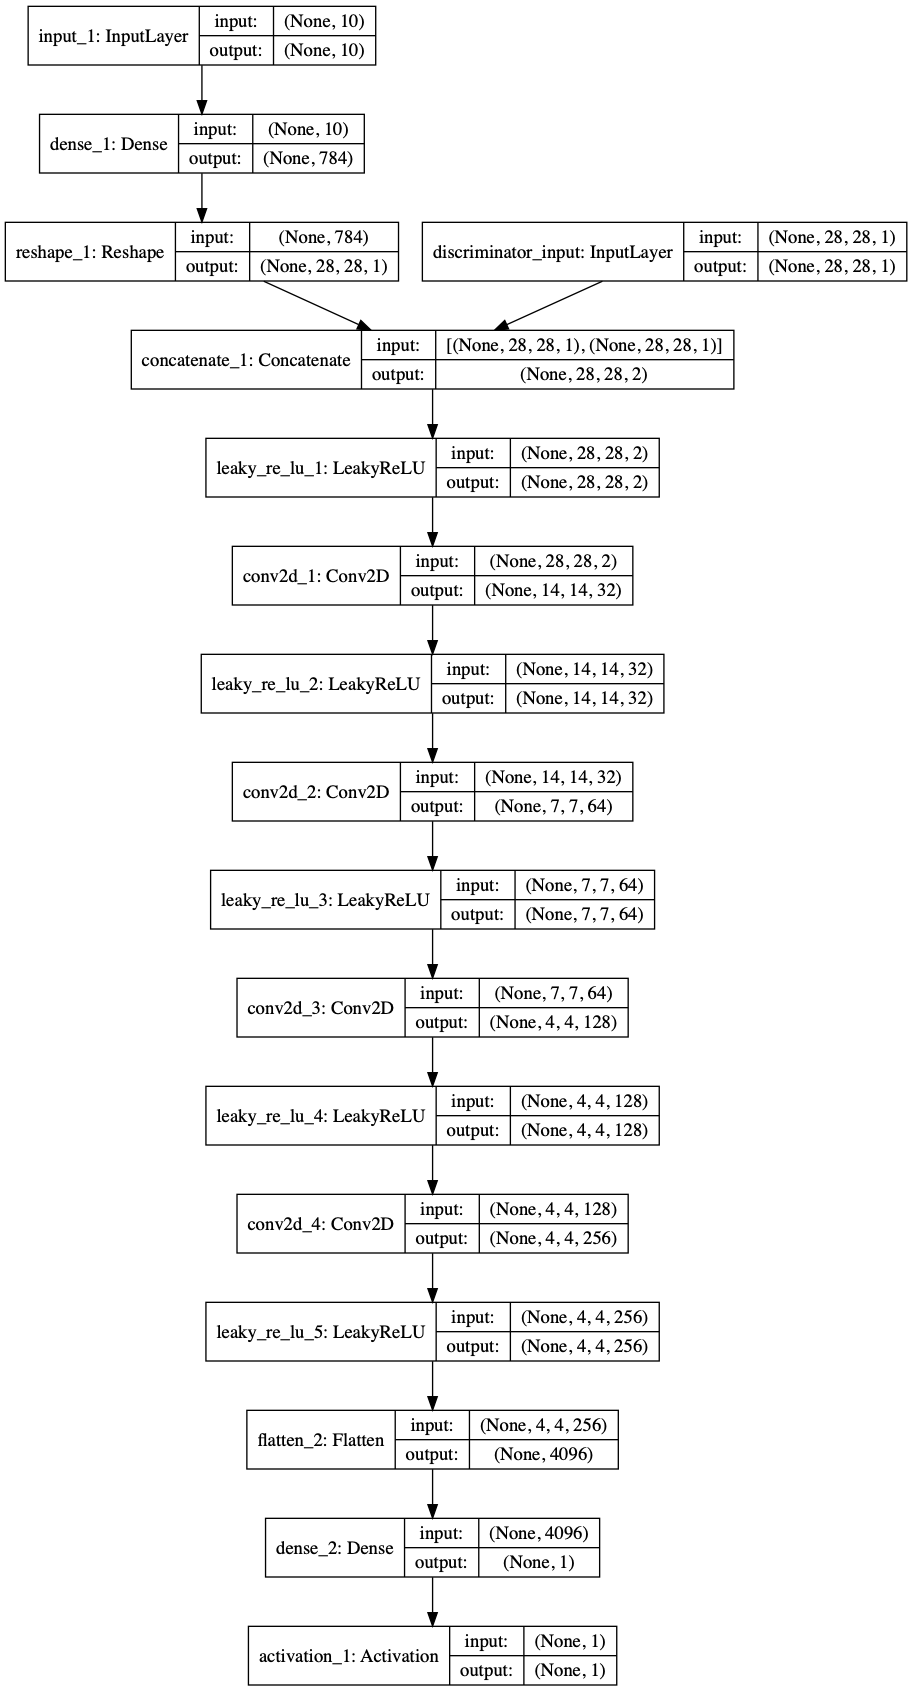 input_1: InputLayer
input: (None, 10)
output: (None, 10)
dense_1: Dense
input: (None, 10)
output: (None, 784)
reshape_1: Reshape
input: (None, 784)
output: (None, 28, 28, 1)
discriminator_input: InputLayer
input: (None, 28, 28, 1)
output: (None, 28, 28, 1)
concatenate_1: Concatenate
input: [(None, 28, 28, 1), (None, 28, 28, 1)]
output: (None, 28, 28, 2)
leaky_re_lu_1: LeakyReLU
input: (None, 28, 28, 2)
output: (None, 28, 28, 2)
conv2d_1: Conv2D
input: (None, 28, 28, 2)
output: (None, 14, 14, 32)
leaky_re_lu_2: LeakyReLU
input: (None, 14, 14, 32)
output: (None, 14, 14, 32)
conv2d_2: Conv2D
input: (None, 14, 14, 32)
output: (None, 7, 7, 64)
leaky_re_lu_3: LeakyReLU
input: (None, 7, 7, 64)
output: (None, 7, 7, 64)
conv2d_3: Conv2D
input: (None, 7, 7, 64)
output: (None, 4, 4, 128)
leaky_re_lu_4: LeakyReLU
input: (None, 4, 4, 128)
output: (None, 4, 4, 128)
conv2d_4: Conv2D
input: (None, 4, 4, 128)
output: (None, 4, 4, 256)
leaky_re_lu_5: LeakyReLU
input: (None, 4, 4, 256)
output: (None, 4, 4, 256)
flatten_2: Flatten
input: (None, 4, 4, 256)
output: (None, 4096)
dense_2: Dense
input: (None, 4096)
output: (None, 1)
activation_1: Activation
input: (None, 1)
output: (None, 1)